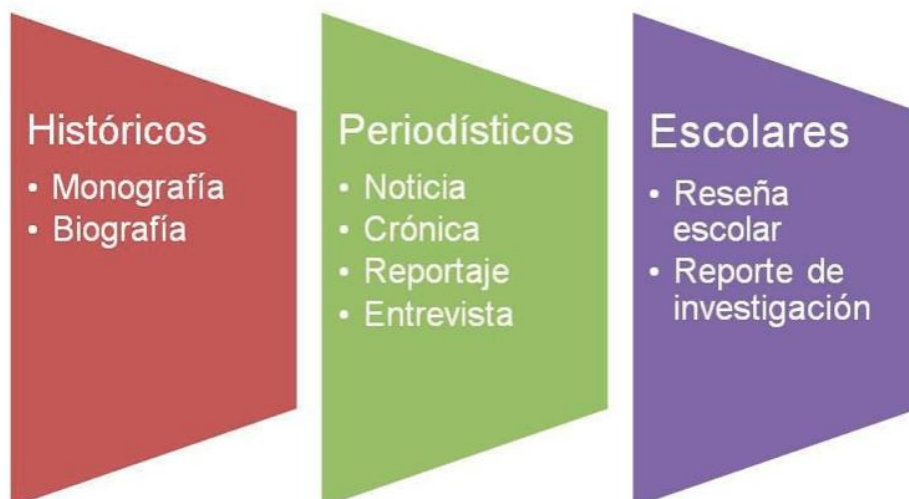 Históricos
• Monografía
• Biografía
Periodísticos
• Noticia
• Crónica
• Reportaje
• Entrevista
Escolares
• Reseña
escolar
• Reporte de
investigación